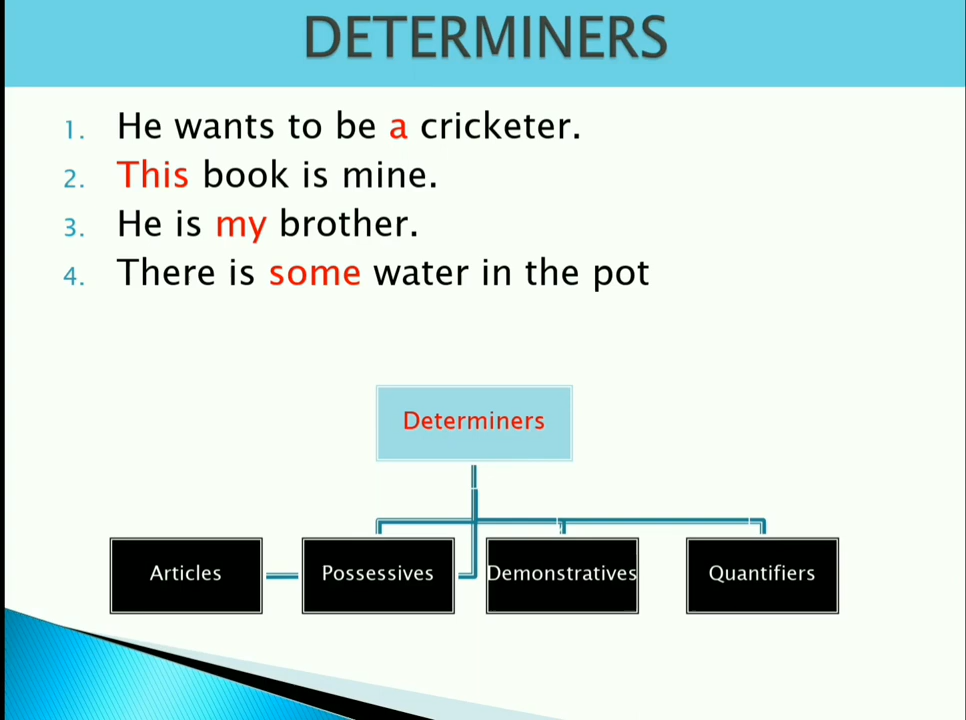 DETERMINERS
1. He wants to be a cricketer.
2. This book is mine.
3. He is my brother.
4. There is some water in the pot
Determiners
Articles
Possessives
Demonstratives
Quantifiers